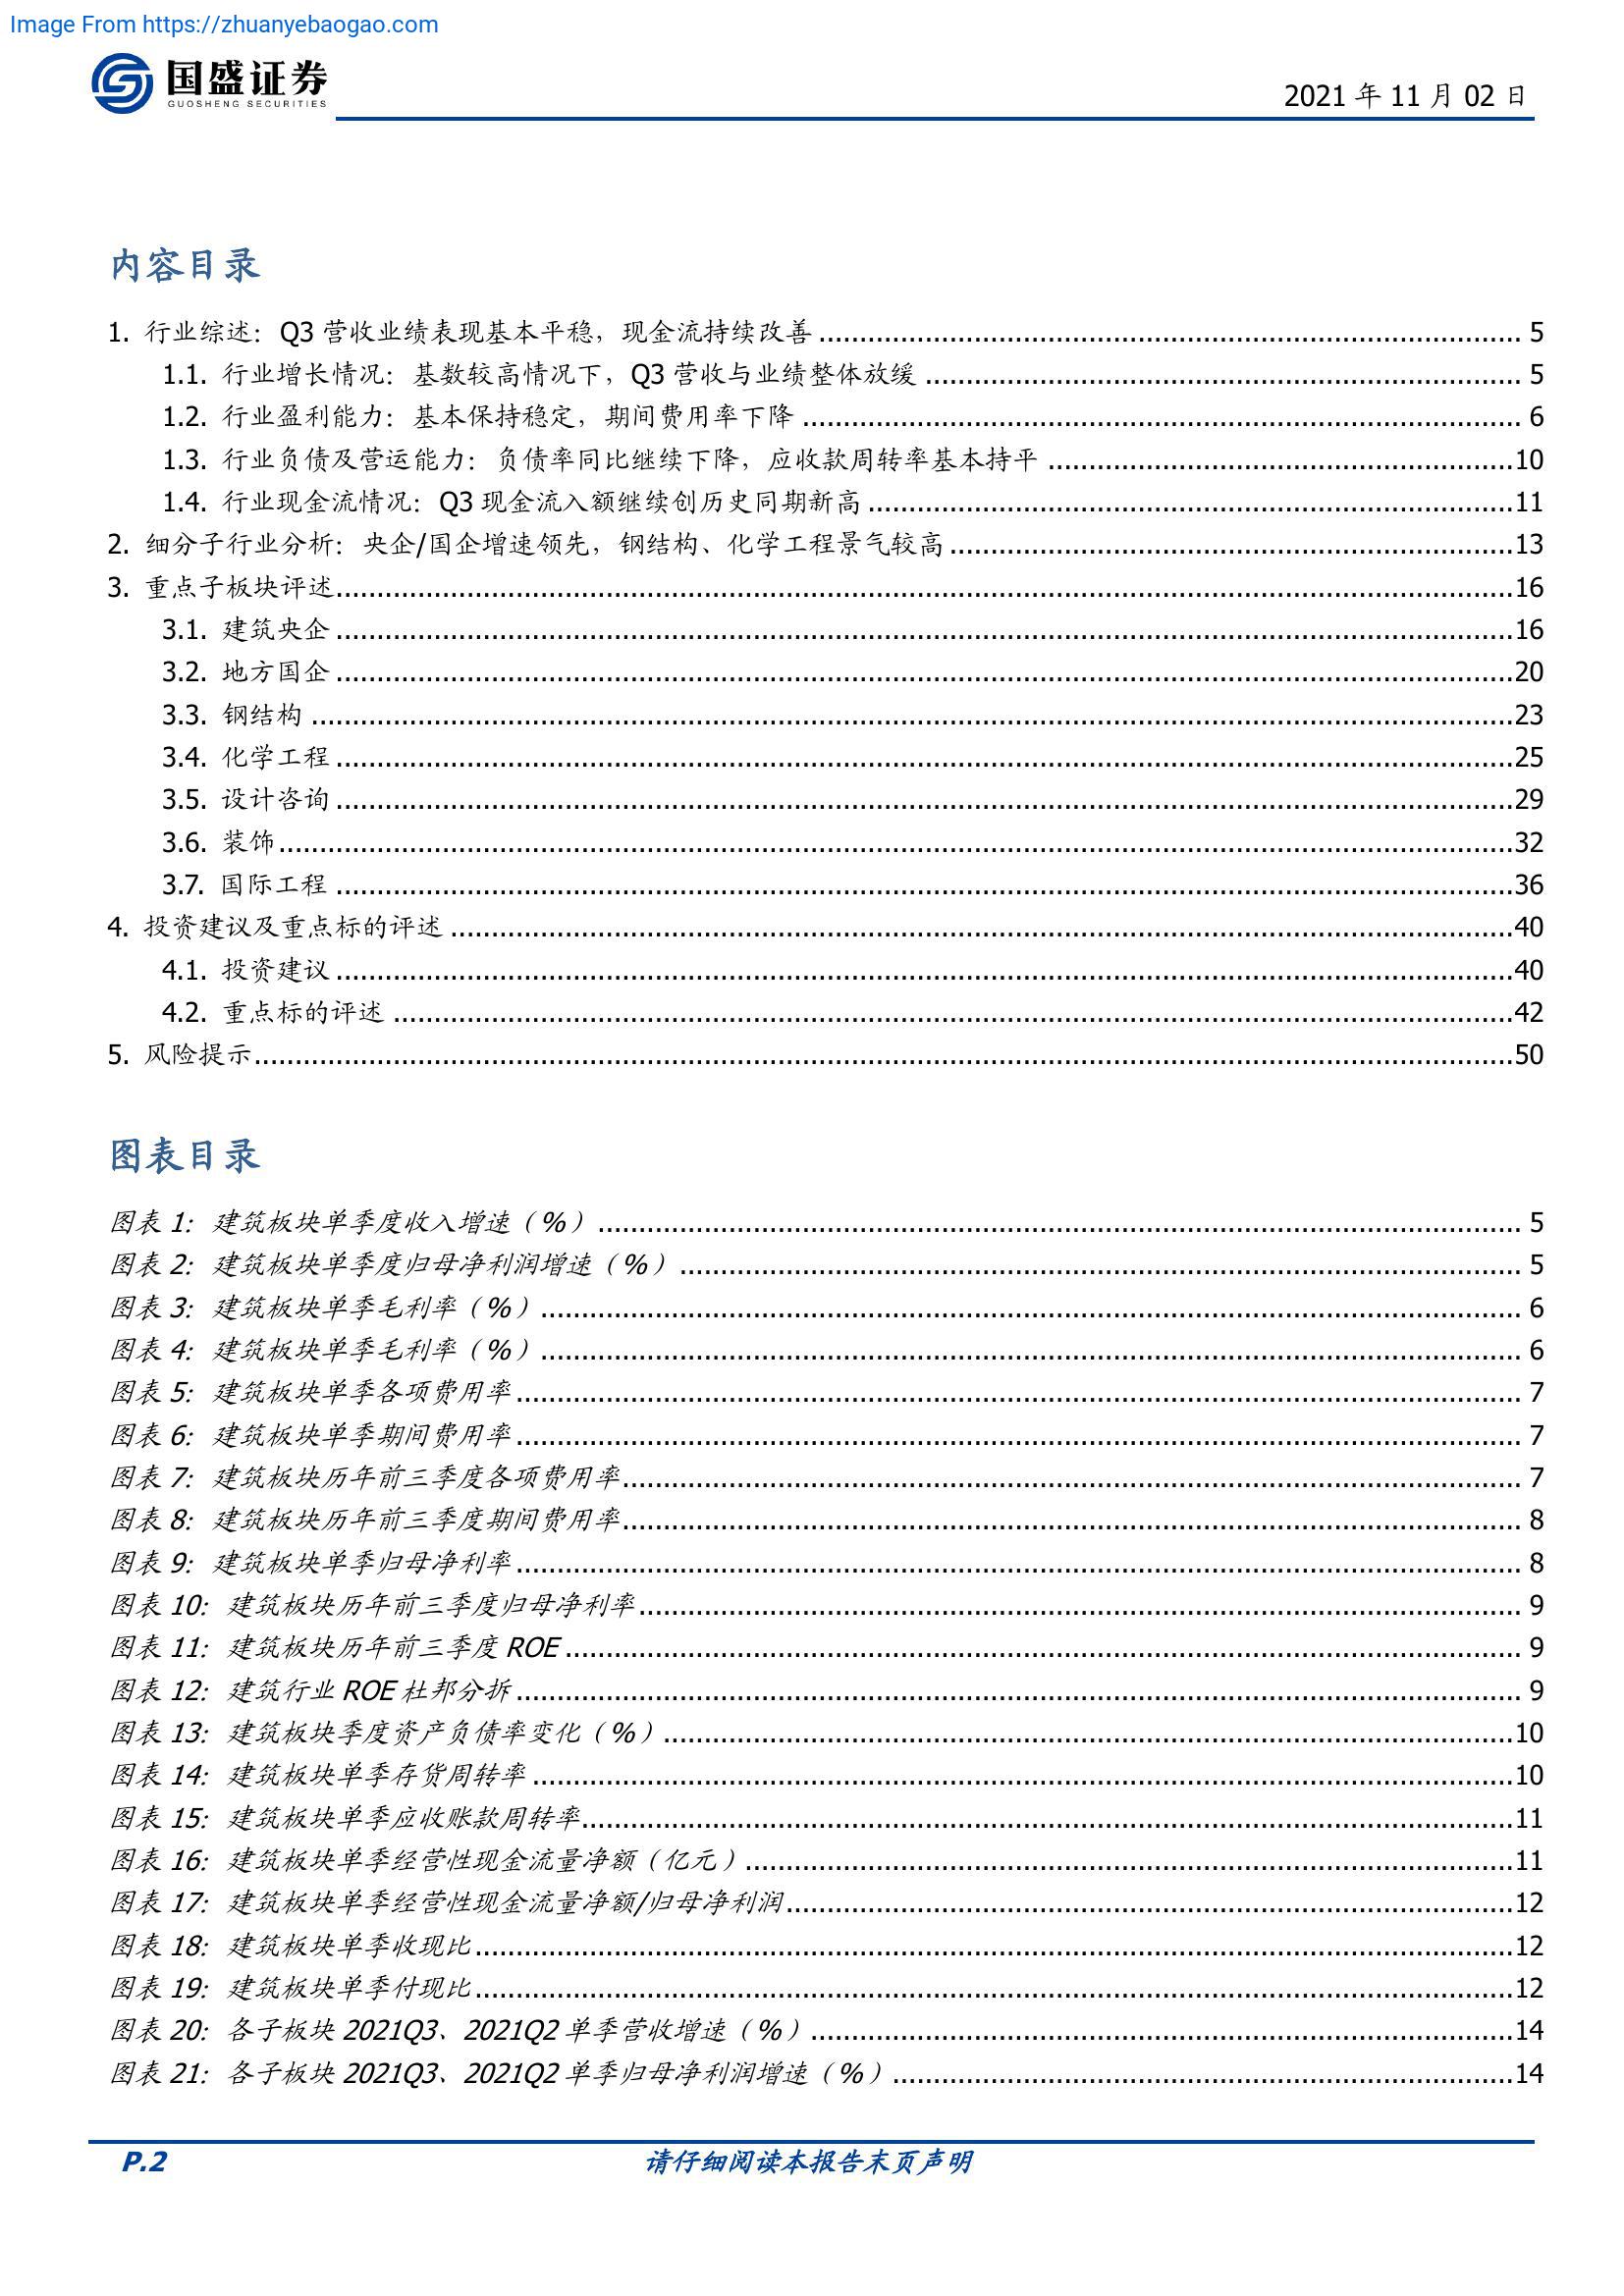 Image From https://zhuanyebaogao.com
国盛证券
GUOSHENG SECURITIES
2021 年 11 月 02 日
内容目录
1. 行业综述：Q3 营收业绩表现基本平稳，现金流持续改善 5
1.1. 行业增长情况：基数较高情况下，Q3 营收与业绩整体放缓 5
1.2. 行业盈利能力：基本保持稳定，期间费用率下降 6
1.3. 行业负债及营运能力：负债率同比继续下降，应收款周转率基本持平 10
1.4. 行业现金流情况：Q3 现金流入额继续创历史同期新高 11
2. 细分子行业分析：央企/国企增速领先，钢结构、化学工程景气较高 13
3. 重点子板块评述 16
3.1. 建筑央企 16
3.2. 地方国企 20
3.3. 钢结构 23
3.4. 化学工程 25
3.5. 设计咨询 29
3.6. 装饰 32
3.7. 国际工程 36
4. 投资建议及重点标的评述 40
4.1. 投资建议 40
4.2. 重点标的评述 42
5. 风险提示 50
图表目录
图表 1：建筑板块单季度收入增速（%） 5
图表 2：建筑板块单季度归母净利润增速（%） 5
图表 3：建筑板块单季毛利率（%） 6
图表 4：建筑板块单季毛利率（%） 6
图表 5：建筑板块单季各项费用率 7
图表 6：建筑板块单季期间费用率 7
图表 7：建筑板块历年前三季度各项费用率 7
图表 8：建筑板块历年前三季度期间费用率 8
图表 9：建筑板块单季归母净利率 8
图表 10：建筑板块历年前三季度归母净利率 9
图表 11：建筑板块历年前三季度 ROE 9
图表 12：建筑行业 ROE 杜邦分拆 9
图表 13：建筑板块季度资产负债率变化（%） 10
图表 14：建筑板块单季存货周转率 10
图表 15：建筑板块单季应收账款周转率 11
图表 16：建筑板块单季经营性现金流量净额（亿元） 11
图表 17：建筑板块单季经营性现金流量净额/归母净利润 12
图表 18：建筑板块单季收现比 12
图表 19：建筑板块单季付现比 12
图表 20：各子板块 2021Q3、2021Q2 单季营收增速（%） 14
图表 21：各子板块 2021Q3、2021Q2 单季归母净利润增速（%） 14
P.2
请仔细阅读本报告末页声明